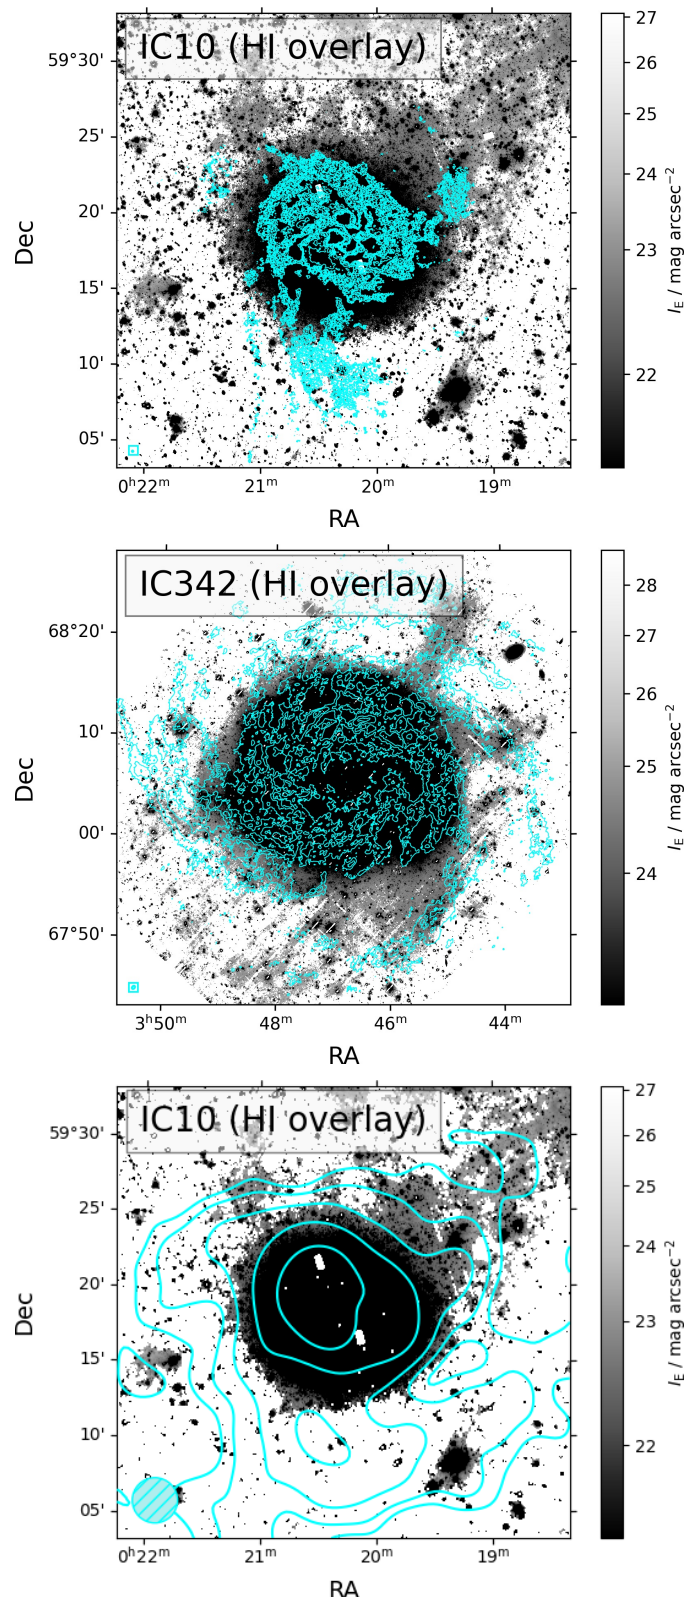 IC10 (HI overlay)
59°30'
25'
20'
15'
10'
05'
Dec
0ʰ22ᵐ 21ᵐ 20ᵐ 19ᵐ
RA
27
26
25
24
23
22
I_E / mag arcsec⁻²
IC342 (HI overlay)
68°20'
10'
00'
67°50'
Dec
3ʰ50ᵐ 48ᵐ 46ᵐ 44ᵐ
RA
28
27
26
25
24
I_E / mag arcsec⁻²
IC10 (HI overlay)
59°30'
25'
20'
15'
10'
05'
Dec
0ʰ22ᵐ 21ᵐ 20ᵐ 19ᵐ
RA
27
26
25
24
23
22
I_E / mag arcsec⁻²